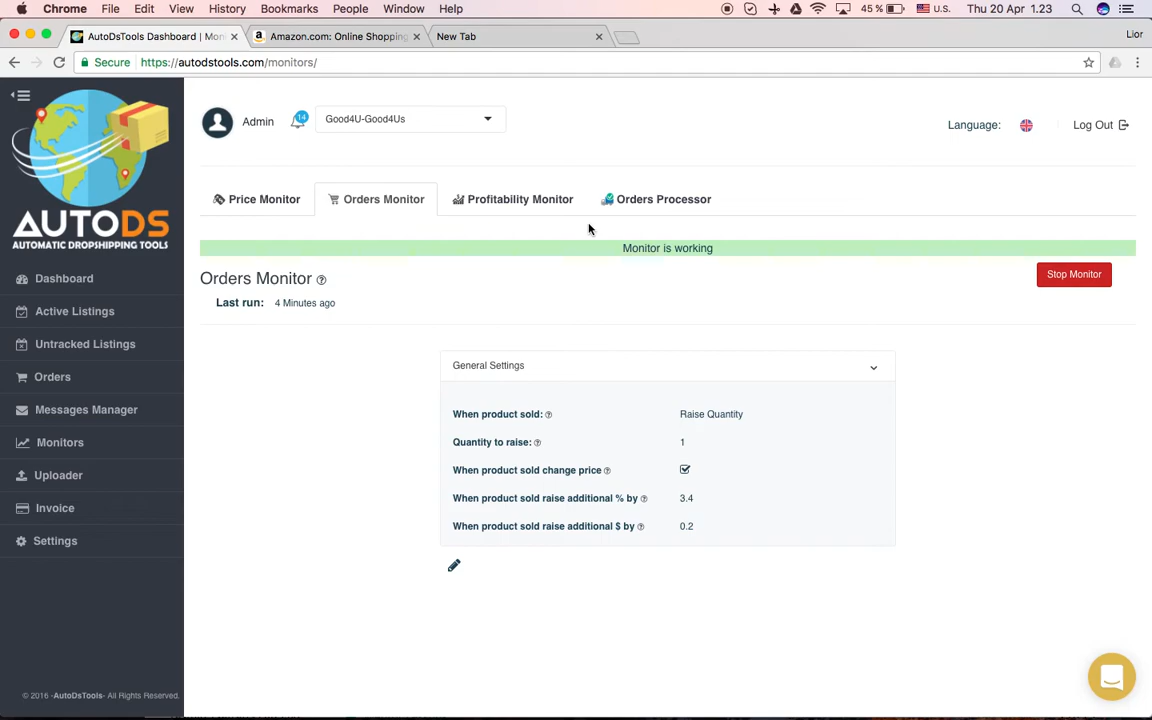 Chrome File Edit View History Bookmarks People Window Help 45 % U.S. Thu 20 Apr 1.23
AutoDsTools Dashboard | Mon Amazon.com: Online Shopping New Tab Lior
Secure https://autodstools.com/monitors/
Admin 14 Good4U-Good4Us Language: Log Out
AUTODS
AUTOMATIC DROPSHIPPING TOOLS
Price Monitor Orders Monitor Profitability Monitor Orders Processor
Monitor is working
Orders Monitor Stop Monitor
Last run: 4 Minutes ago
Dashboard
Active Listings
Untracked Listings
Orders
Messages Manager
Monitors
Uploader
Invoice
Settings
General Settings
When product sold: Raise Quantity
Quantity to raise: 1
When product sold change price
When product sold raise additional % by 3.4
When product sold raise additional $ by 0.2
© 2016 -AutoDsTools- All Rights Reserved.